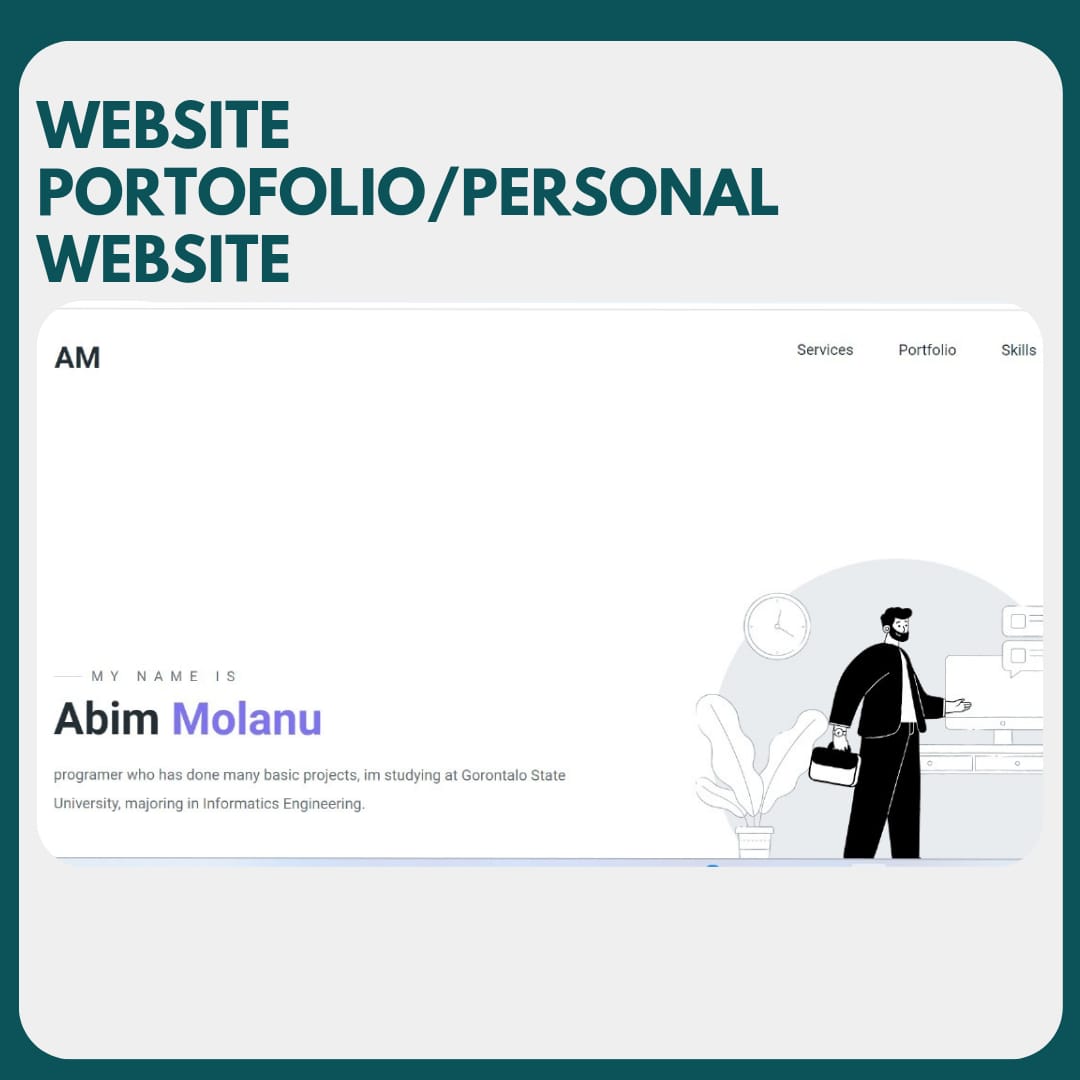 WEBSITE
PORTOFOLIO/PERSONAL
WEBSITE
AM
Services Portfolio Skills
MY NAME IS
Abim Molanu
programer who has done many basic projects, im studying at Gorontalo State
University, majoring in Informatics Engineering.